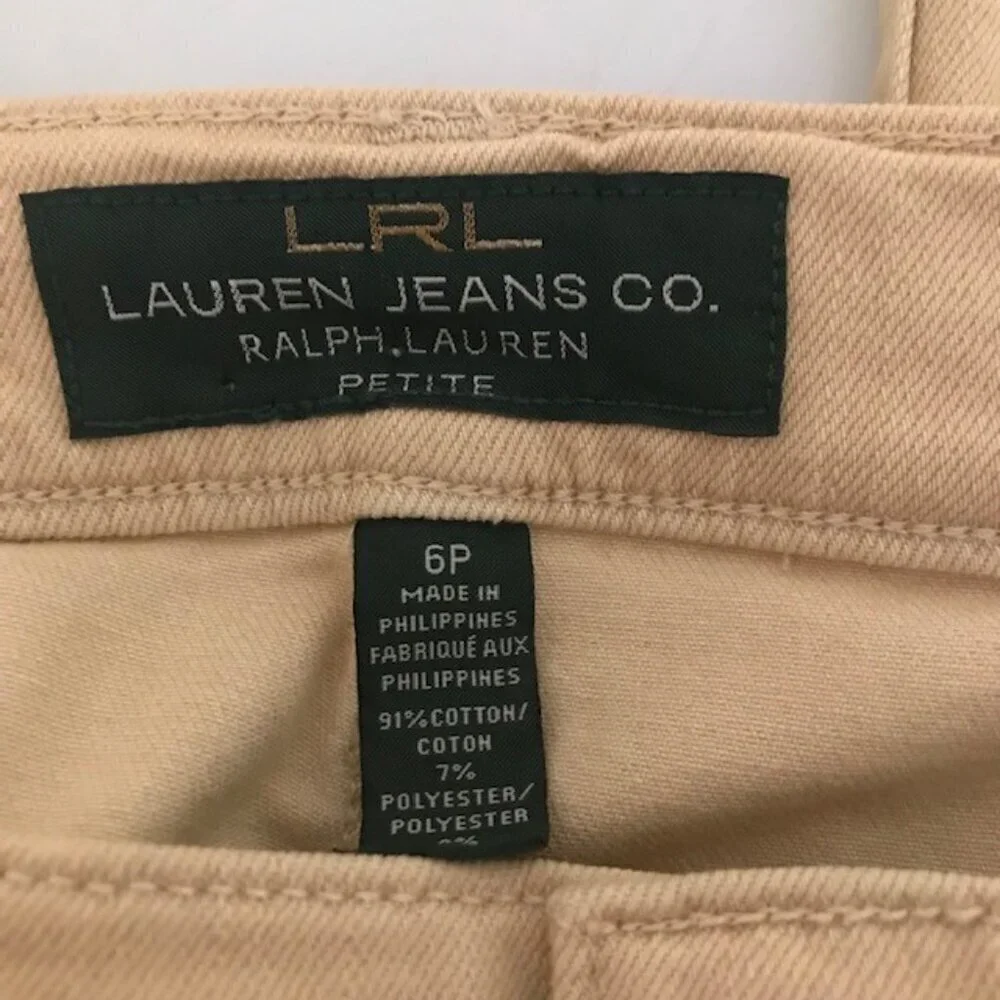 LRL
LAUREN JEANS CO.
RALPH.LAUREN
PETITE
6P
MADE IN
PHILIPPINES
FABRIQUÉ AUX
PHILIPPINES
91%COTTON/
COTON
7%
POLYESTER/
POLYESTER